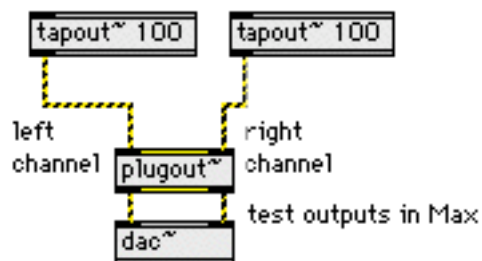 tapout~ 100
tapout~ 100
left
channel
right
channel
plugout~
test outputs in Max
dac~